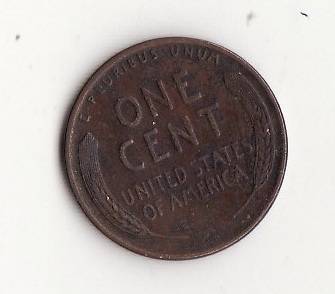 E·PLURIBUS·UNUM
ONE
CENT
UNITED STATES
OF AMERICA